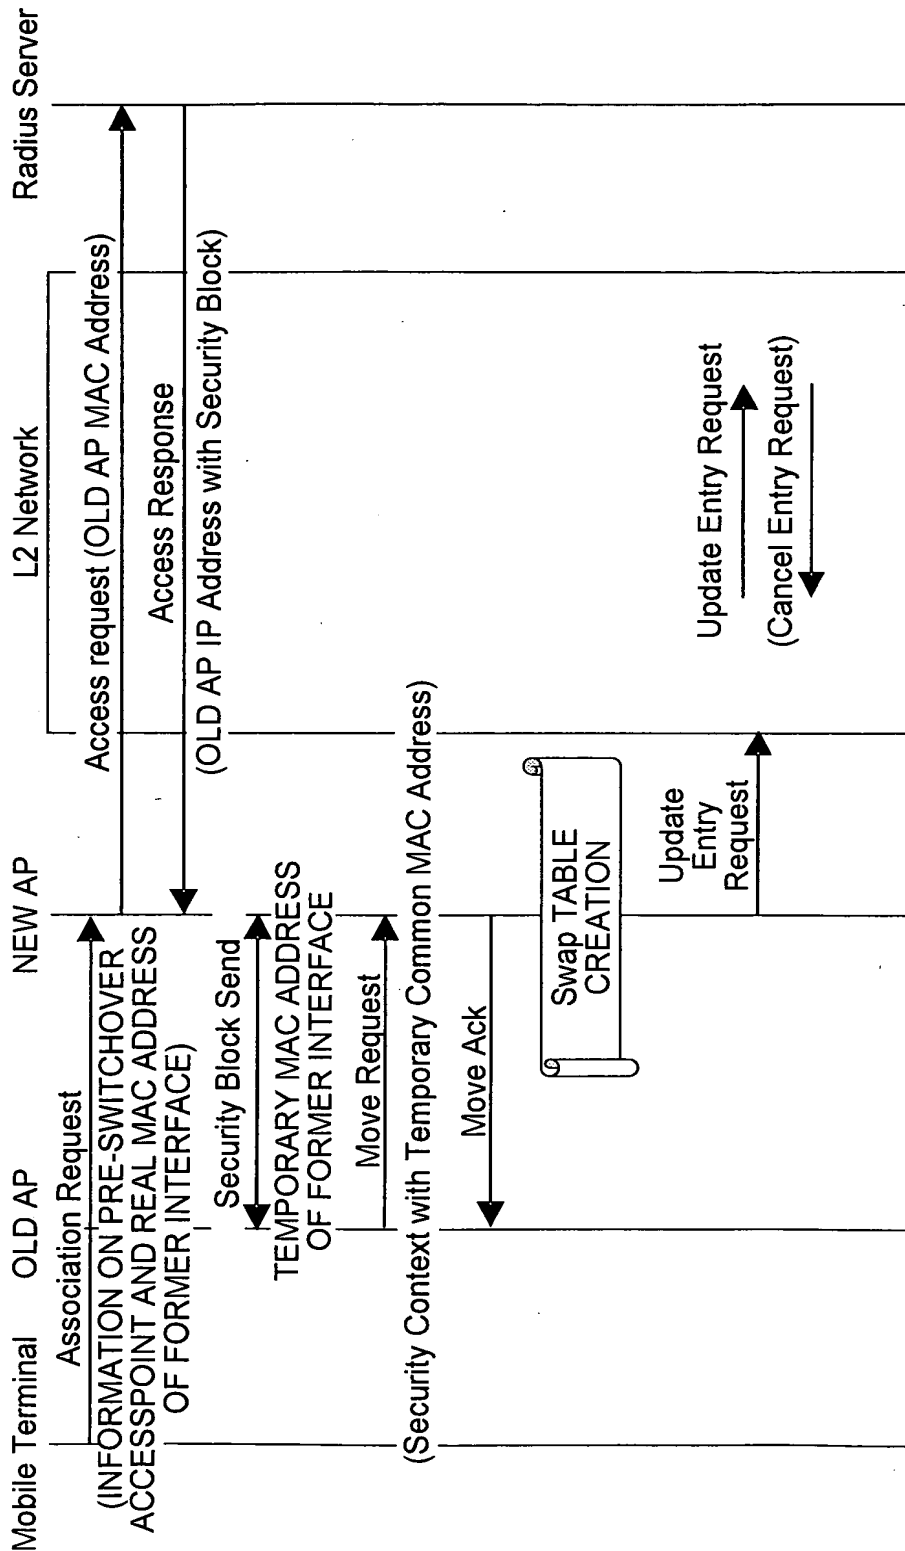 Mobile Terminal
OLD AP
NEW AP
L2 Network
Radius Server
Association Request
(INFORMATION ON PRE-SWITCHOVER
ACCESSPOINT AND REAL MAC ADDRESS
OF FORMER INTERFACE)
Access request (OLD AP MAC Address)
Access Response
(OLD AP IP Address with Security Block)
Security Block Send
TEMPORARY MAC ADDRESS
OF FORMER INTERFACE
Move Request
(Security Context with Temporary Common MAC Address)
Move Ack
Swap TABLE
CREATION
Update
Entry
Request
Update Entry Request
(Cancel Entry Request)